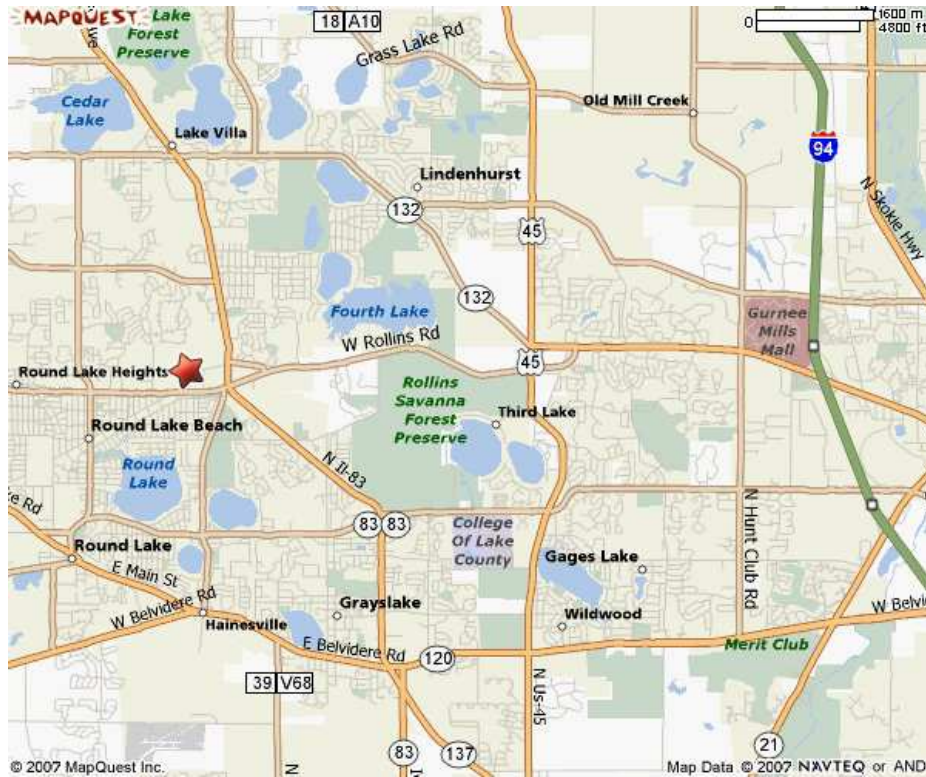 MAPQUEST
Lake
Forest
Preserve
18 A10
Grass Lake Rd
0
1600 m
4800 ft
Cedar
Lake
Lake Villa
Old Mill Creek
94
N Skokie Hwy
Lindenhurst
132
45
132
Fourth Lake
W Rollins Rd
Gurnee
Mills
Mall
45
Round Lake Heights
Rollins
Savanna
Forest
Preserve
Third Lake
Round Lake Beach
Round
Lake
N Il-83
83 83
College
Of Lake
County
N Hunt Club Rd
Round Lake
E Main St
Gages Lake
W Belvidere Rd
Hainesville
Grayslake
Wildwood
E Belvidere Rd
120
Merit Club
39 V68
N Us-45
83
137
21
N
© 2007 MapQuest Inc.
Map Data © 2007 NAVTEQ or AND